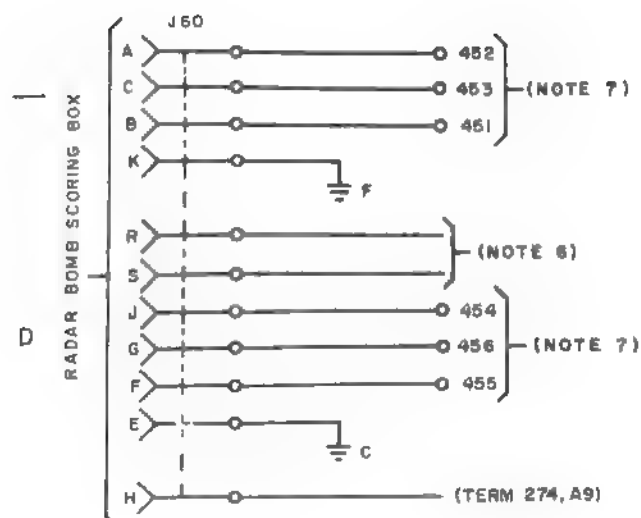 J60
A 452
C 453 (NOTE 7)
B 451
K F
RADAR BOMB SCORING BOX
R
(NOTE 6)
S
D
J 454
G 456 (NOTE 7)
F 455
E C
H (TERM 274, A9)